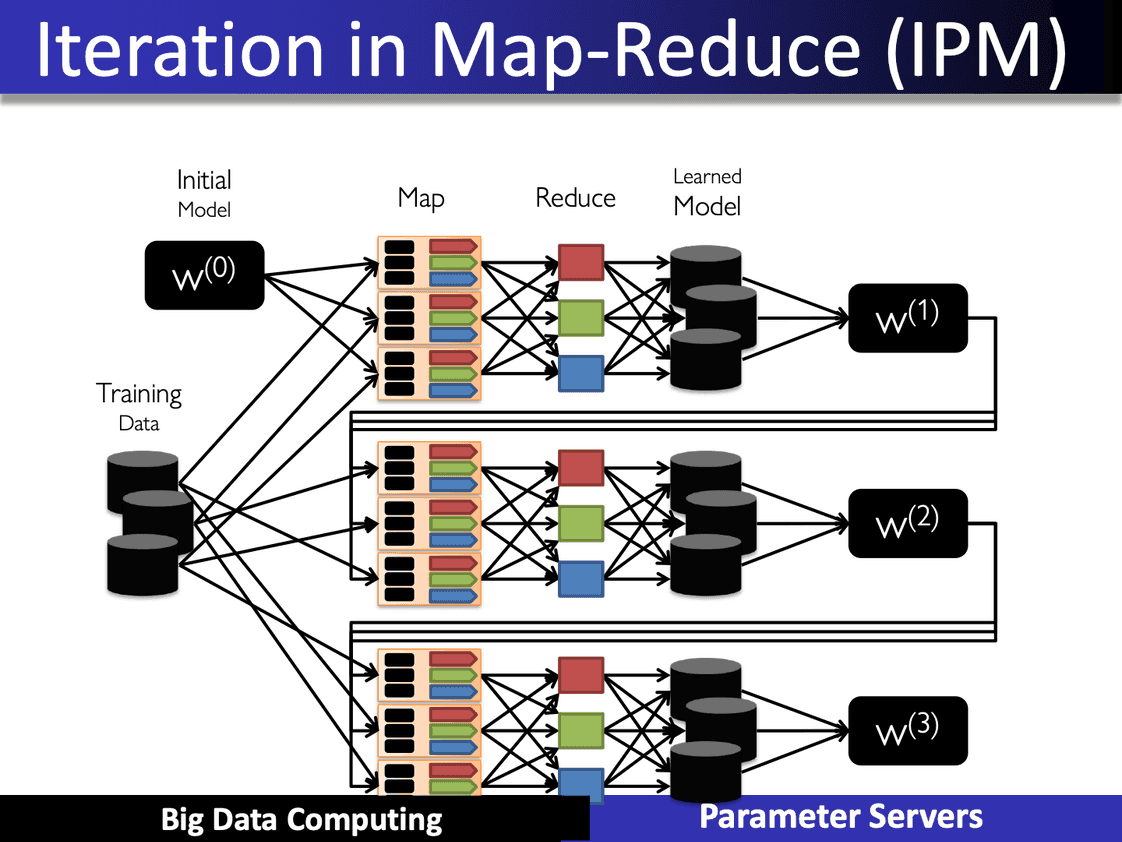 Iteration in Map-Reduce (IPM)
Initial
Model
Map
Reduce
Learned
Model
w(0)
w(1)
Training
Data
w(2)
w(3)
Big Data Computing
Parameter Servers